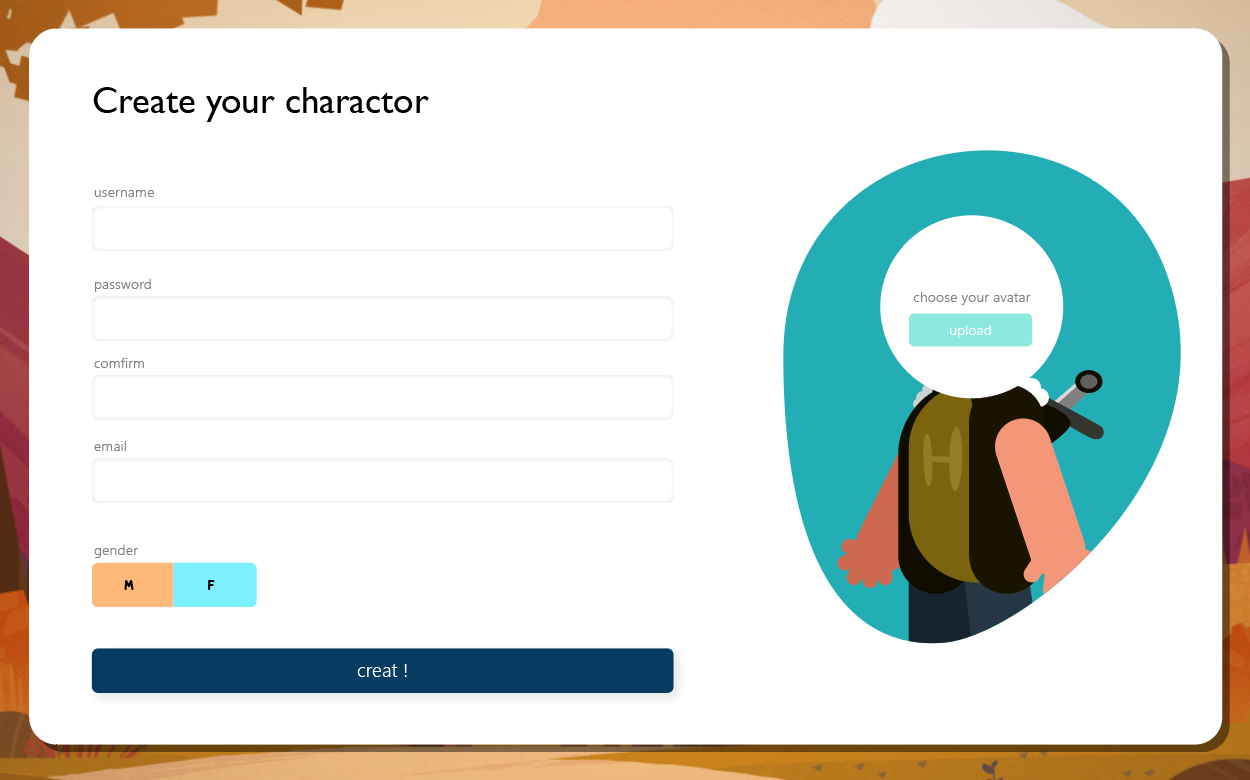 Create your charactor
username
password
comfirm
email
gender
M F
creat !
choose your avatar
upload
H